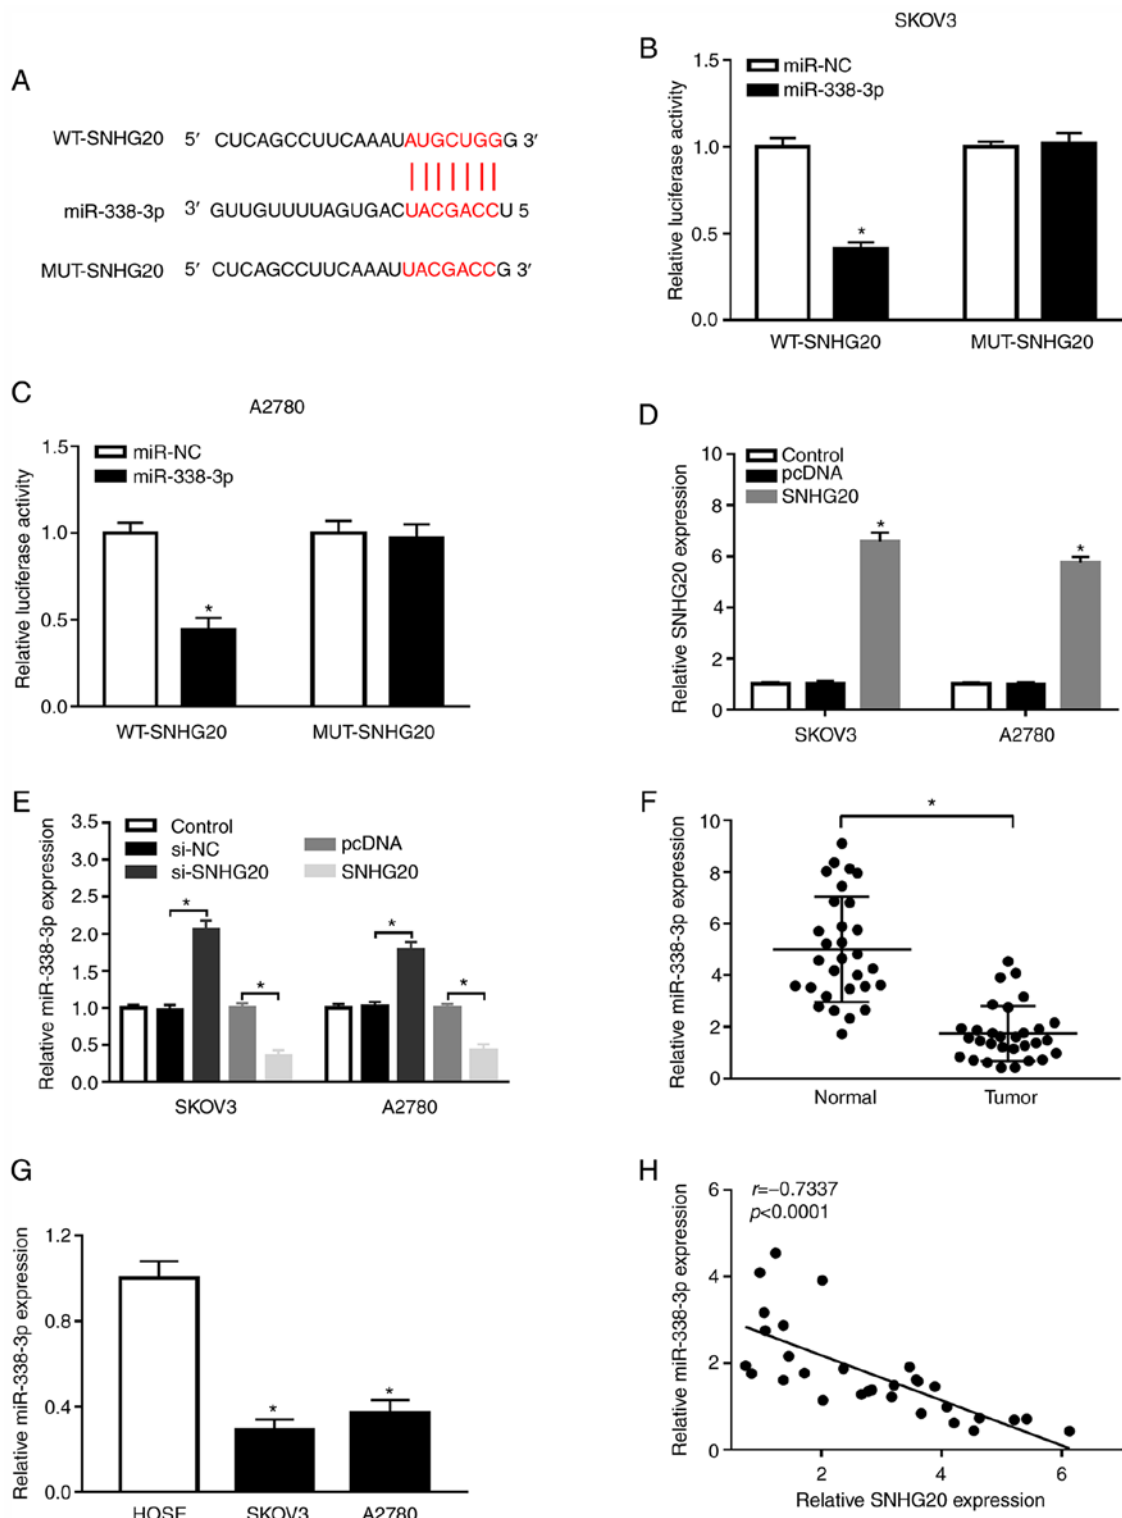 A
WT-SNHG20 5′ CUCAGCCUUCAAAUAUGCUGGG 3′
miR-338-3p 3′ GUUGUUUUAGUGACUACGACCU 5
MUT-SNHG20 5′ CUCAGCCUUCAAAUUACGACCG 3′
B
SKOV3
miR-NC
miR-338-3p
Relative luciferase activity
1.5
1.0
0.5
0.0
*
WT-SNHG20 MUT-SNHG20
C
A2780
miR-NC
miR-338-3p
Relative luciferase activity
1.5
1.0
0.5
0.0
*
WT-SNHG20 MUT-SNHG20
D
Control
pcDNA
SNHG20
Relative SNHG20 expression
10
8
6
4
2
0
* *
SKOV3 A2780
E
Control
si-NC
si-SNHG20
pcDNA
SNHG20
Relative miR-338-3p expression
3.5
3.0
2.5
2.0
1.5
1.0
0.5
0.0
* * * *
SKOV3 A2780
F
Relative miR-338-3p expression
10
8
6
4
2
0
*
Normal Tumor
G
Relative miR-338-3p expression
1.2
0.8
0.4
0.0
* *
HOSE SKOV3 A2780
H
r=−0.7337
p<0.0001
Relative miR-338-3p expression
6
4
2
0
2 4 6
Relative SNHG20 expression